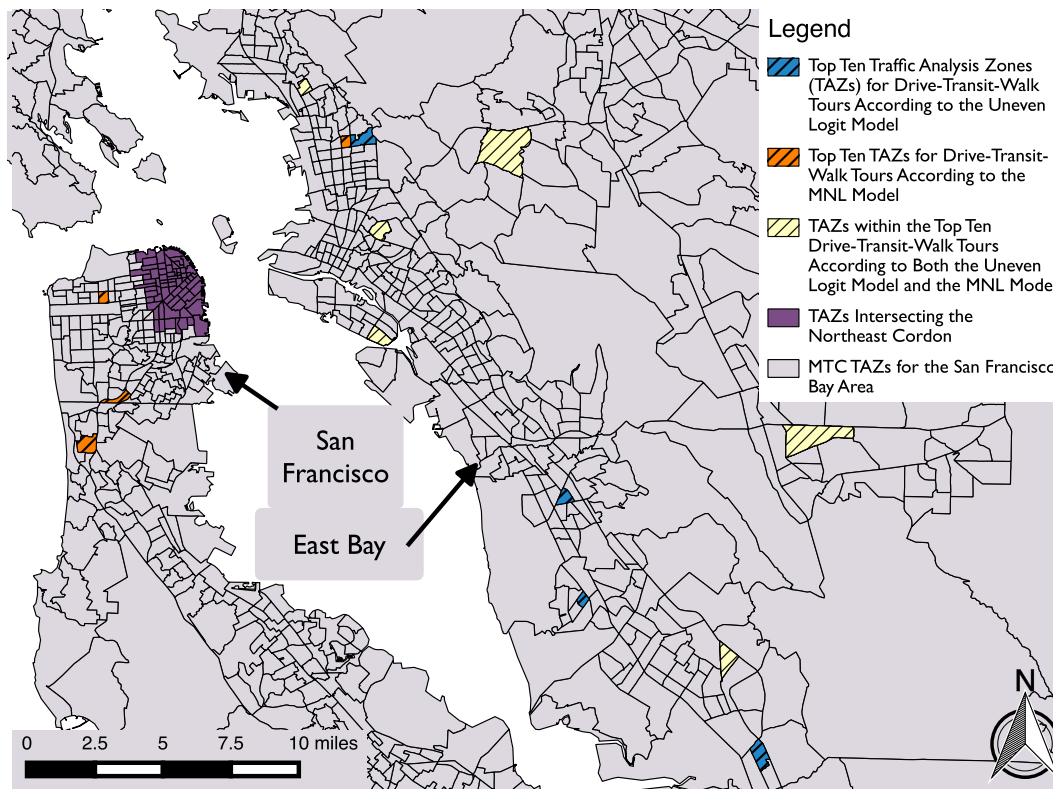 Legend
Top Ten Traffic Analysis Zones
(TAZs) for Drive-Transit-Walk
Tours According to the Uneven
Logit Model
Top Ten TAZs for Drive-Transit-
Walk Tours According to the
MNL Model
TAZs within the Top Ten
Drive-Transit-Walk Tours
According to Both the Uneven
Logit Model and the MNL Mode
TAZs Intersecting the
Northeast Cordon
MTC TAZs for the San Francisco
Bay Area
San
Francisco
East Bay
N
0 2.5 5 7.5 10 miles